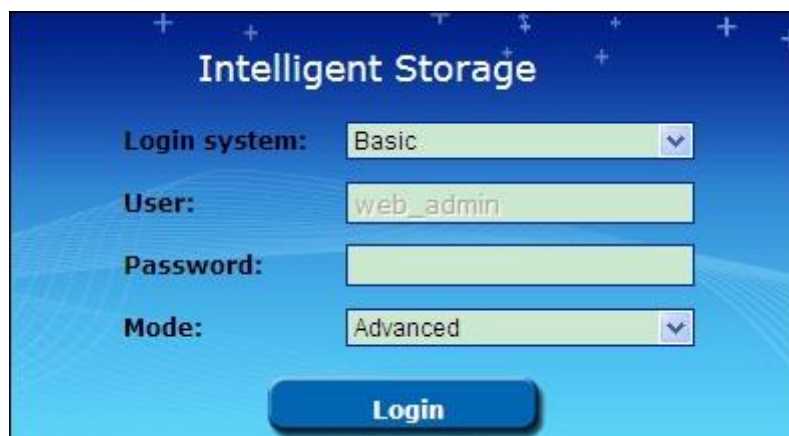 Intelligent Storage
Login system: Basic
User: web_admin
Password:
Mode: Advanced
Login